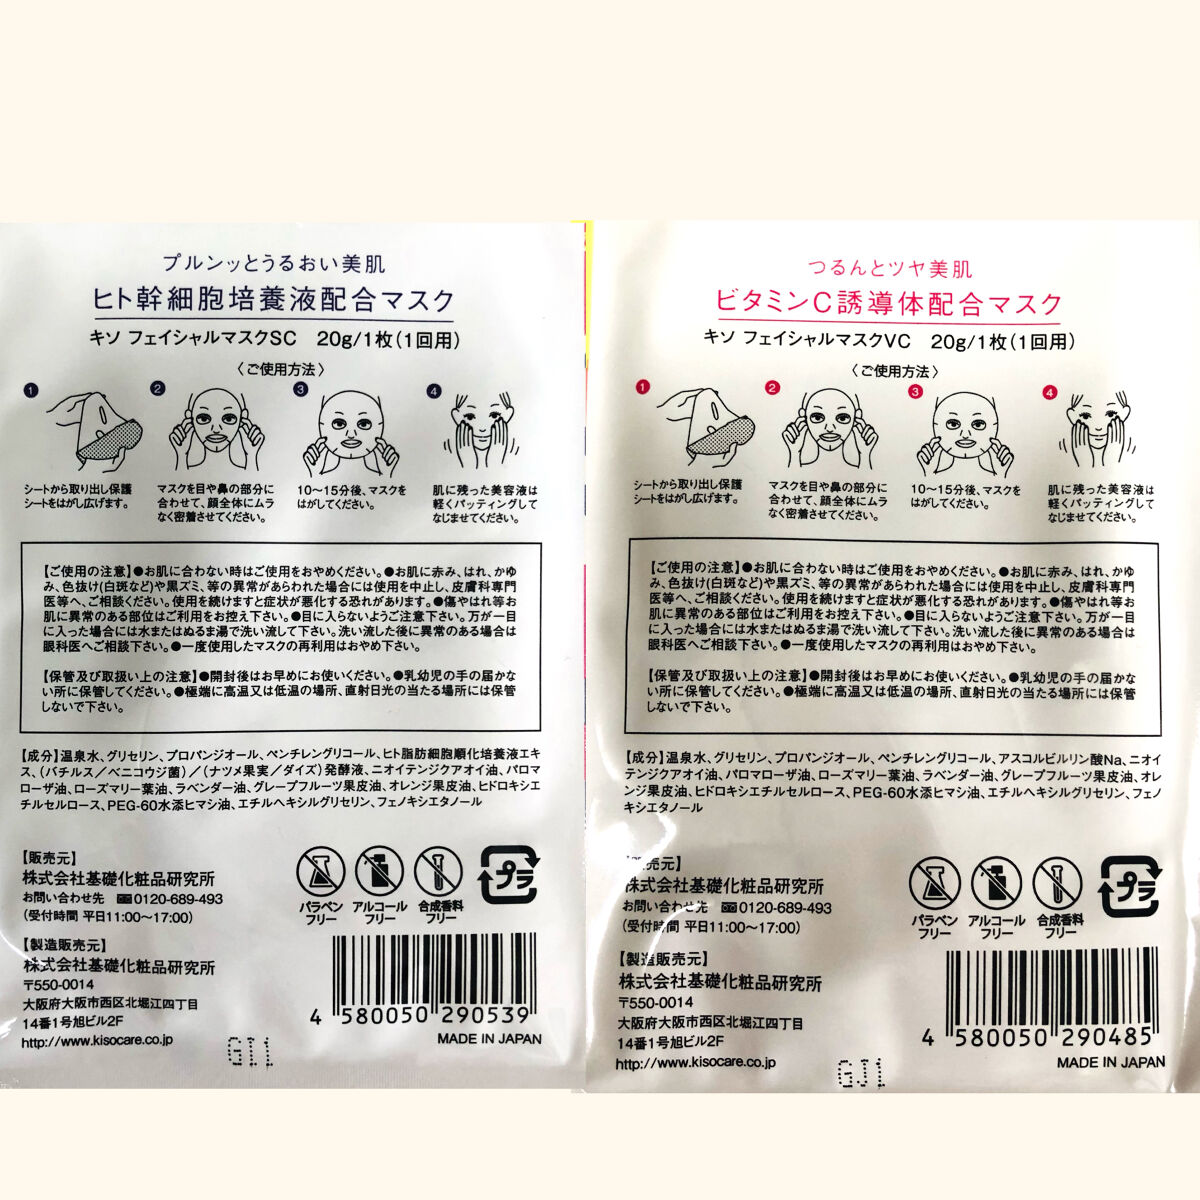 プルンッとうるおい美肌
ヒト幹細胞培養液配合マスク
キソ フェイシャルマスクSC 20g/1枚(1回用)
〈ご使用方法〉
1
シートから取り出し保護
シートをはがし広げます。
2
マスクを目や鼻の部分に
合わせて、顔全体にムラ
なく密着させてください。
3
10〜15分後、マスクを
はがしてください。
4
肌に残った美容液は
軽くパッティングして
なじませてください。
【ご使用の注意】●お肌に合わない時はご使用をおやめください。●お肌に赤み、はれ、かゆ
み、色抜け(白斑など)や黒ズミ、等の異常があらわれた場合には使用を中止し、皮膚科専門
医等へ、ご相談ください。使用を続けますと症状が悪化する恐れがあります。●傷やはれ等お
肌に異常のある部位はご利用をお控え下さい。●目に入らないようご注意下さい。万が一目
に入った場合には水またはぬるま湯で洗い流して下さい。洗い流した後に異常のある場合は
眼科医へご相談下さい。●一度使用したマスクの再利用はおやめ下さい。
【保管及び取扱い上の注意】●開封後はお早めにお使いください。●乳幼児の手の届かな
い所に保管してください。●極端に高温又は低温の場所、直射日光の当たる場所には保管
しないで下さい。
【成分】温泉水、グリセリン、プロパンジオール、ペンチレングリコール、ヒト脂肪細胞順化培養液エキ
ス、(バチルス/ベニコウジ菌)/(ナツメ果実/ダイズ)発酵液、ニオイテンジクアオイ油、パロマ
ローザ油、ローズマリー葉油、ラベンダー油、グレープフルーツ果皮油、オレンジ果皮油、ヒドロキシエ
チルセルロース、PEG-60水添ヒマシ油、エチルヘキシルグリセリン、フェノキシエタノール
【販売元】
株式会社基礎化粧品研究所
お問い合わせ先 0120-689-493
(受付時間 平日11:00〜17:00)
【製造販売元】
株式会社基礎化粧品研究所
〒550-0014
大阪府大阪市西区北堀江四丁目
14番1号旭ビル2F
http://www.kisocare.co.jp
パラベン
フリー
アルコール
フリー
合成香料
フリー
プラ
4 580050 290539
MADE IN JAPAN
GI1
つるんとツヤ美肌
ビタミンC誘導体配合マスク
キソ フェイシャルマスクVC 20g/1枚(1回用)
〈ご使用方法〉
1
シートから取り出し保護
シートをはがし広げます。
2
マスクを目や鼻の部分に
合わせて、顔全体にムラ
なく密着させてください。
3
10〜15分後、マスクを
はがしてください。
4
肌に残った美容液は
軽くパッティングして
なじませてください。
【ご使用の注意】●お肌に合わない時はご使用をおやめください。●お肌に赤み、はれ、かゆ
み、色抜け(白斑など)や黒ズミ、等の異常があらわれた場合には使用を中止し、皮膚科専門
医等へ、ご相談ください。使用を続けますと症状が悪化する恐れがあります。●傷やはれ等お
肌に異常のある部位はご利用をお控え下さい。●目に入らないようご注意下さい。万が一目
に入った場合には水またはぬるま湯で洗い流して下さい。洗い流した後に異常のある場合は
眼科医へご相談下さい。●一度使用したマスクの再利用はおやめ下さい。
【保管及び取扱い上の注意】●開封後はお早めにお使いください。●乳幼児の手の届かな
い所に保管してください。●極端に高温又は低温の場所、直射日光の当たる場所には保管
しないで下さい。
【成分】温泉水、グリセリン、プロパンジオール、ペンチレングリコール、アスコルビルリン酸Na、ニオイ
テンジクアオイ油、パロマローザ油、ローズマリー葉油、ラベンダー油、グレープフルーツ果皮油、オレ
ンジ果皮油、ヒドロキシエチルセルロース、PEG-60水添ヒマシ油、エチルヘキシルグリセリン、フェノ
キシエタノール
【販売元】
株式会社基礎化粧品研究所
お問い合わせ先 0120-689-493
(受付時間 平日11:00〜17:00)
【製造販売元】
株式会社基礎化粧品研究所
〒550-0014
大阪府大阪市西区北堀江四丁目
14番1号旭ビル2F
http://www.kisocare.co.jp
パラベン
フリー
アルコール
フリー
合成香料
フリー
プラ
4 580050 290485
MADE IN JAPAN
GJ1